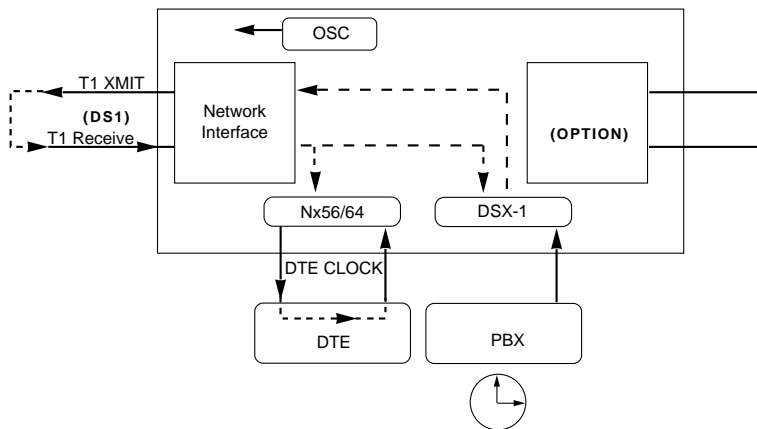 OSC
T1 XMIT
(DS1)
T1 Receive
Network
Interface
(OPTION)
Nx56/64
DSX-1
DTE CLOCK
DTE
PBX